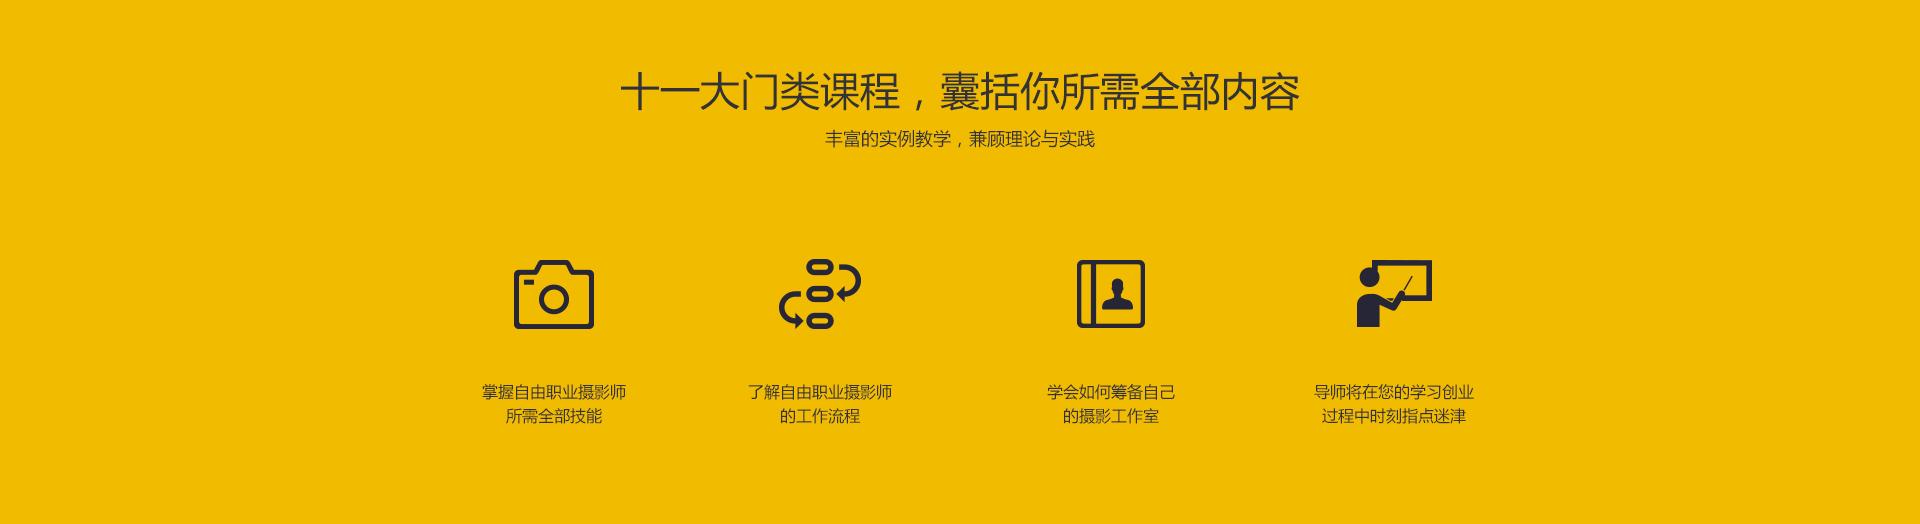 十一大门类课程，囊括你所需全部内容
丰富的实例教学，兼顾理论与实践
掌握自由职业摄影师
所需全部技能
了解自由职业摄影师
的工作流程
学会如何筹备自己
的摄影工作室
导师将在您的学习创业
过程中时刻指点迷津